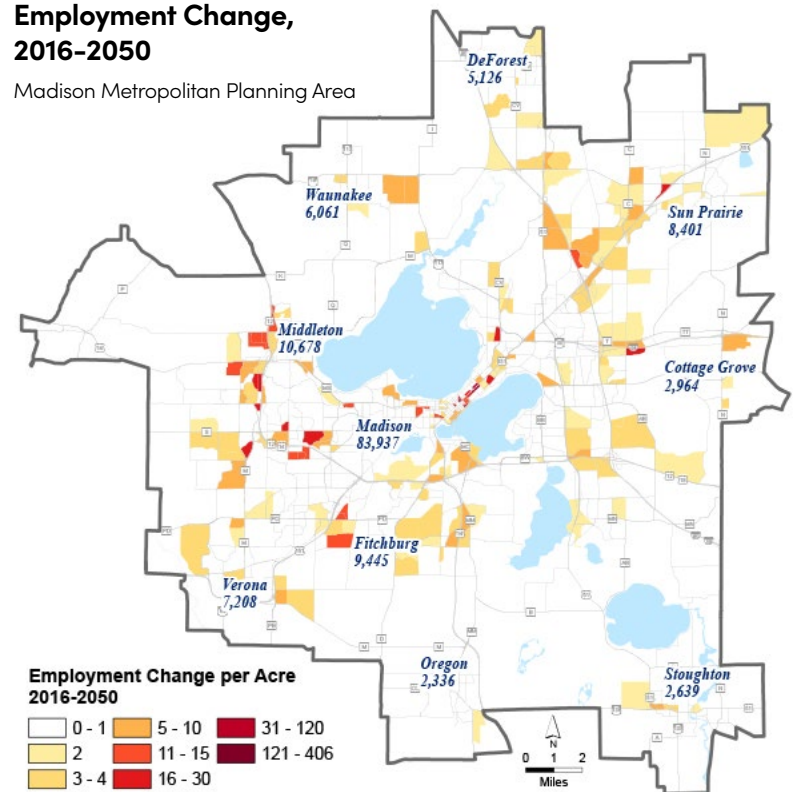 Employment Change,
2016-2050
Madison Metropolitan Planning Area
DeForest
5,126
Waunakee
6,061
Sun Prairie
8,401
Middleton
10,678
Cottage Grove
2,964
Madison
83,937
Fitchburg
9,445
Verona
7,208
Oregon
2,336
Stoughton
2,639
Employment Change per Acre
2016-2050
0 - 1
5 - 10
31 - 120
2
11 - 15
121 - 406
3 - 4
16 - 30
N
0 1 2
Miles